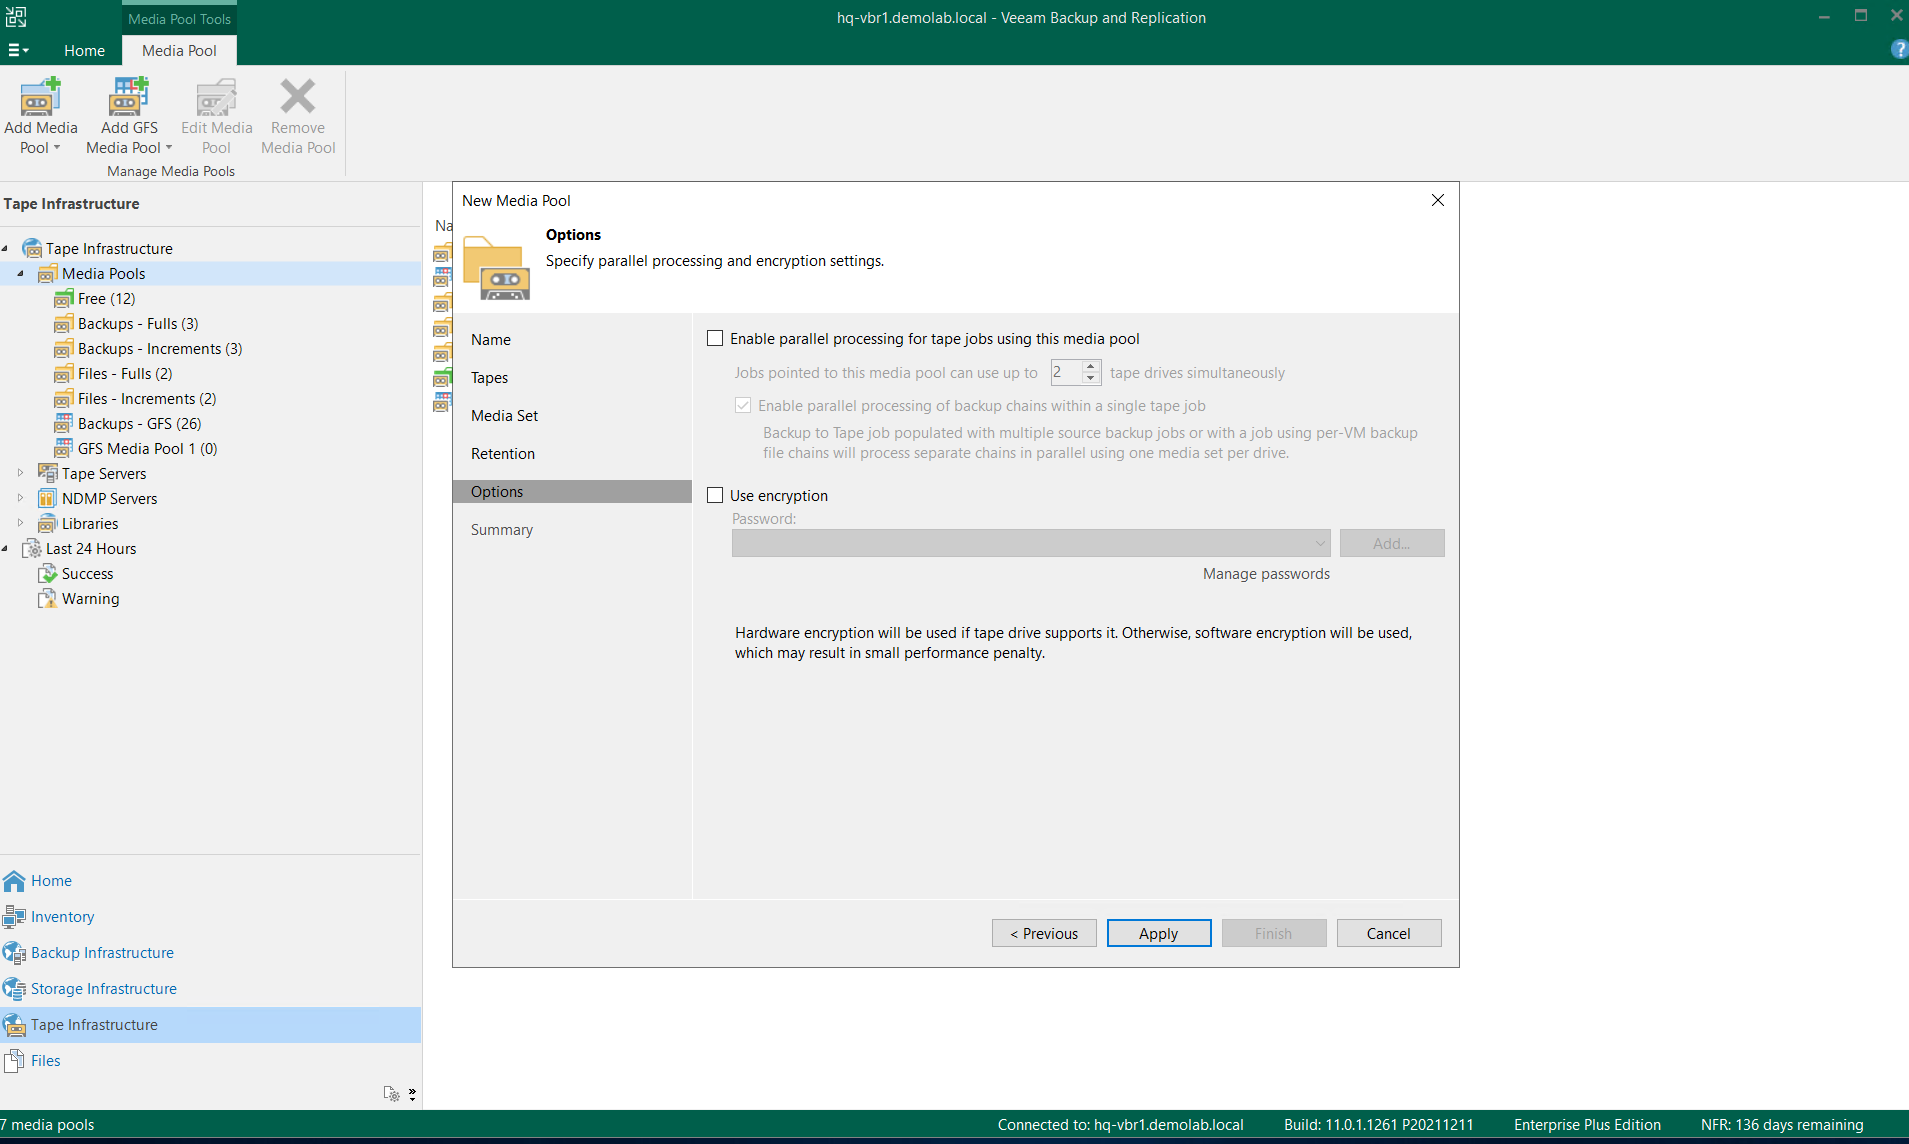 Media Pool Tools
hq-vbr1.demolab.local - Veeam Backup and Replication
Home
Media Pool
Add Media
Pool
Add GFS
Media Pool
Edit Media
Pool
Remove
Media Pool
Manage Media Pools
Tape Infrastructure
Tape Infrastructure
Media Pools
Free (12)
Backups - Fulls (3)
Backups - Increments (3)
Files - Fulls (2)
Files - Increments (2)
Backups - GFS (26)
GFS Media Pool 1 (0)
Tape Servers
NDMP Servers
Libraries
Last 24 Hours
Success
Warning
Home
Inventory
Backup Infrastructure
Storage Infrastructure
Tape Infrastructure
Files
Na
New Media Pool
Options
Specify parallel processing and encryption settings.
Name
Tapes
Media Set
Retention
Options
Summary
Enable parallel processing for tape jobs using this media pool
Jobs pointed to this media pool can use up to 2 tape drives simultaneously
Enable parallel processing of backup chains within a single tape job
Backup to Tape job populated with multiple source backup jobs or with a job using per-VM backup
file chains will process separate chains in parallel using one media set per drive.
Use encryption
Password:
Add...
Manage passwords
Hardware encryption will be used if tape drive supports it. Otherwise, software encryption will be used,
which may result in small performance penalty.
< Previous
Apply
Finish
Cancel
7 media pools
Connected to: hq-vbr1.demolab.local
Build: 11.0.1.1261 P20211211
Enterprise Plus Edition
NFR: 136 days remaining